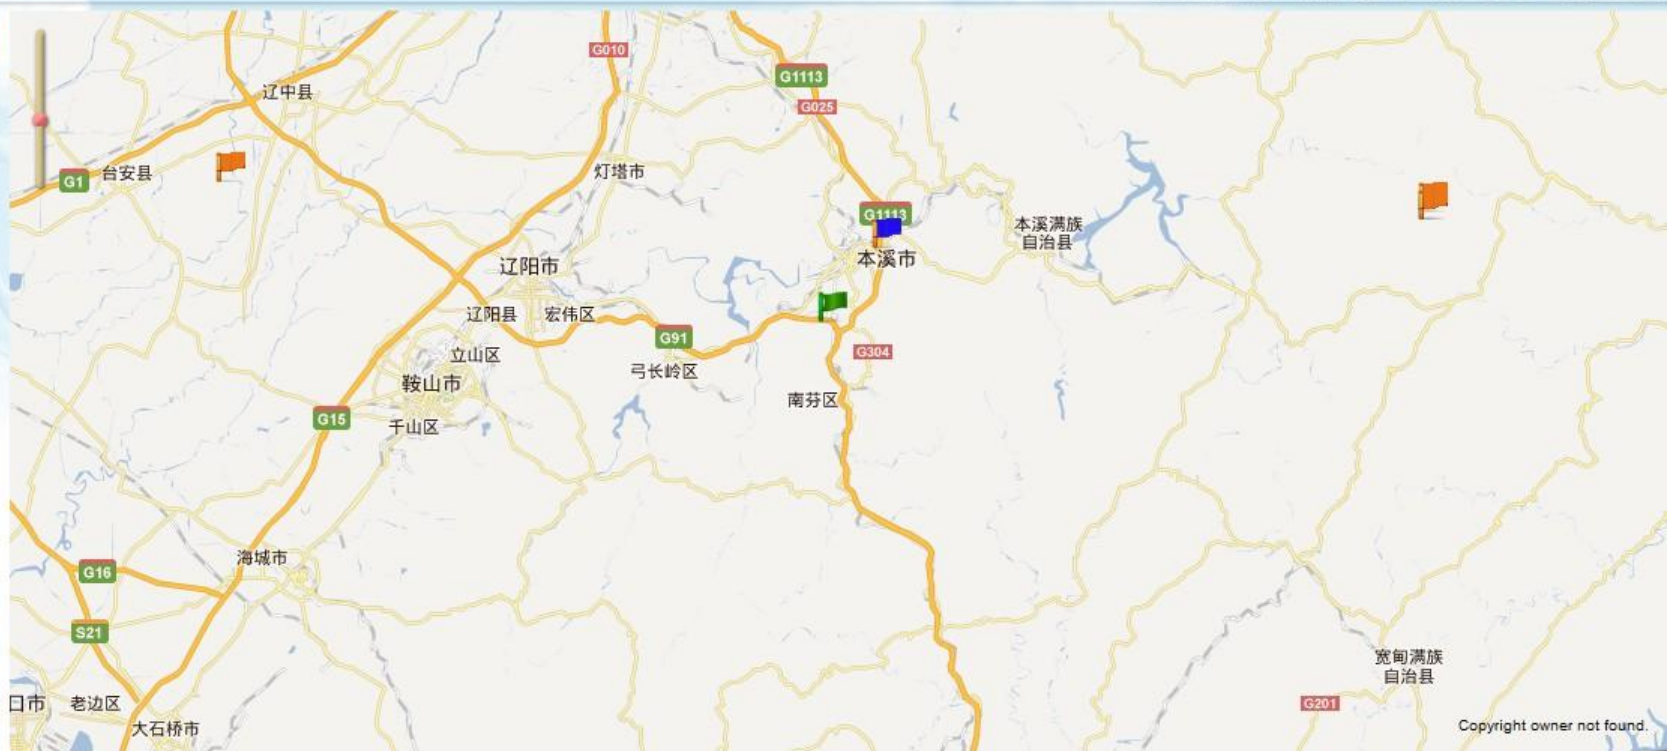 G010
G1113
辽中县
G025
台安县
G1
灯塔市
G1113
本溪满族
自治县
本溪市
辽阳市
辽阳县
宏伟区
G91
立山区
弓长岭区
G304
鞍山市
南芬区
G15
千山区
海城市
G16
S21
宽甸满族
自治县
日市
老边区
G201
大石桥市
Copyright owner not found.